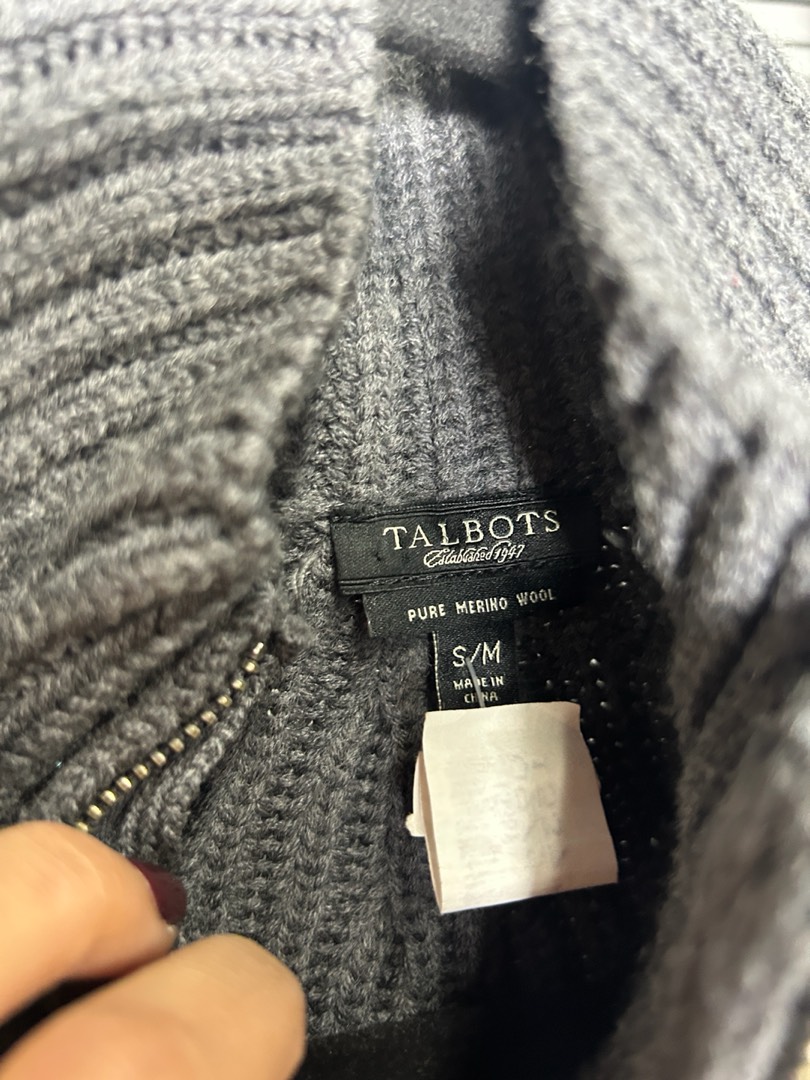 TALBOTS
Established 1947
PURE MERINO WOOL
S/M
MADE IN
CHINA